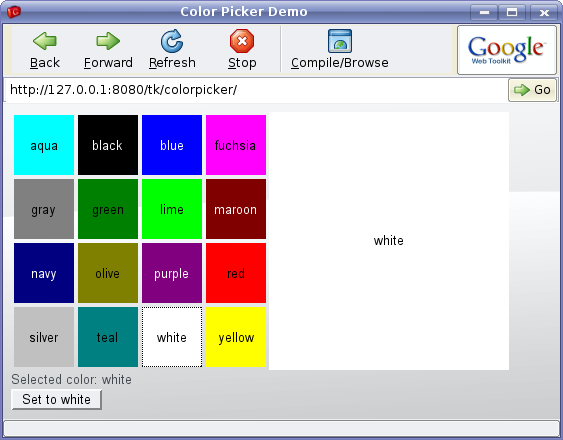 Color Picker Demo
Back Forward Refresh Stop Compile/Browse
Google
Web Toolkit
http://127.0.0.1:8080/tk/colorpicker/ Go
aqua black blue fuchsia
gray green lime maroon
white
navy olive purple red
silver teal white yellow
Selected color: white
Set to white